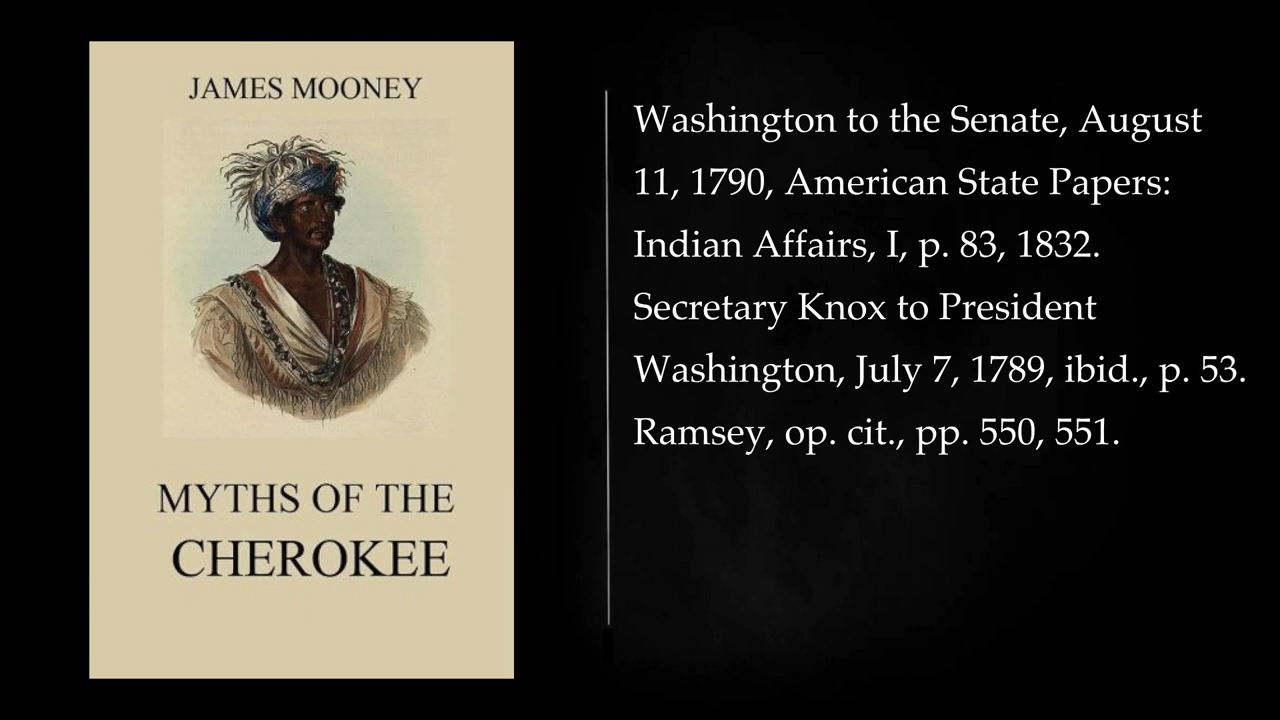 JAMES MOONEY
MYTHS OF THE
CHEROKEE
Washington to the Senate, August
11, 1790, American State Papers:
Indian Affairs, I, p. 83, 1832.
Secretary Knox to President
Washington, July 7, 1789, ibid., p. 53.
Ramsey, op. cit., pp. 550, 551.